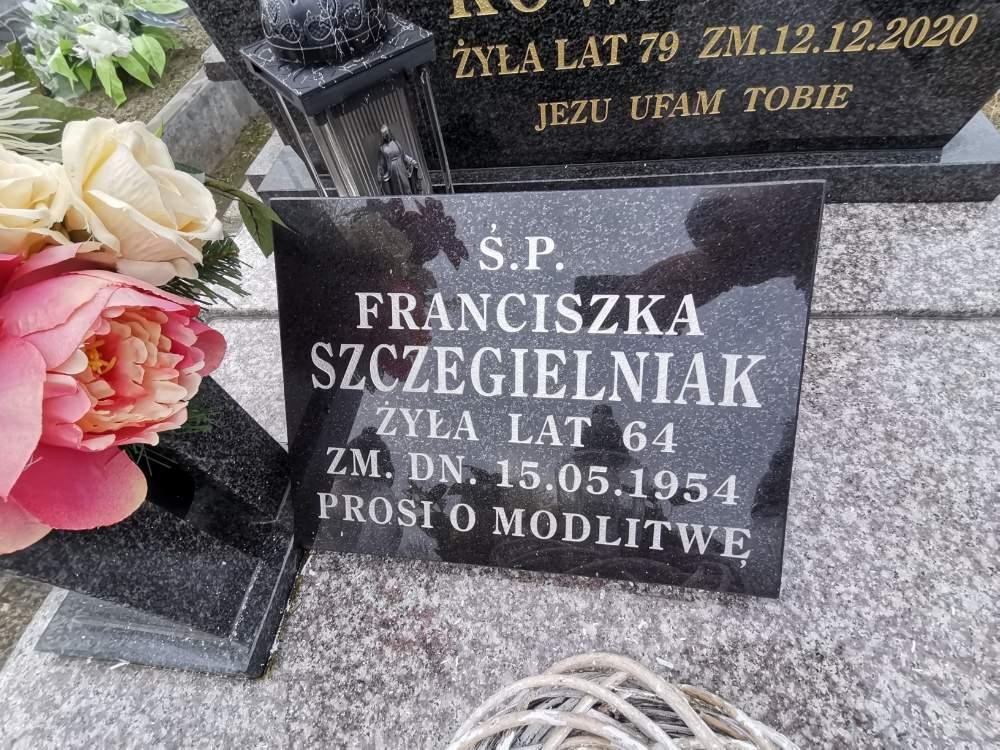 ŻYŁA LAT 79 ZM.12.12.2020
JEZU UFAM TOBIE
Ś.P.
FRANCISZKA
SZCZEGIELNIAK
ŻYŁA LAT 64
ZM. DN. 15.05.1954
PROSI O MODLITWĘ